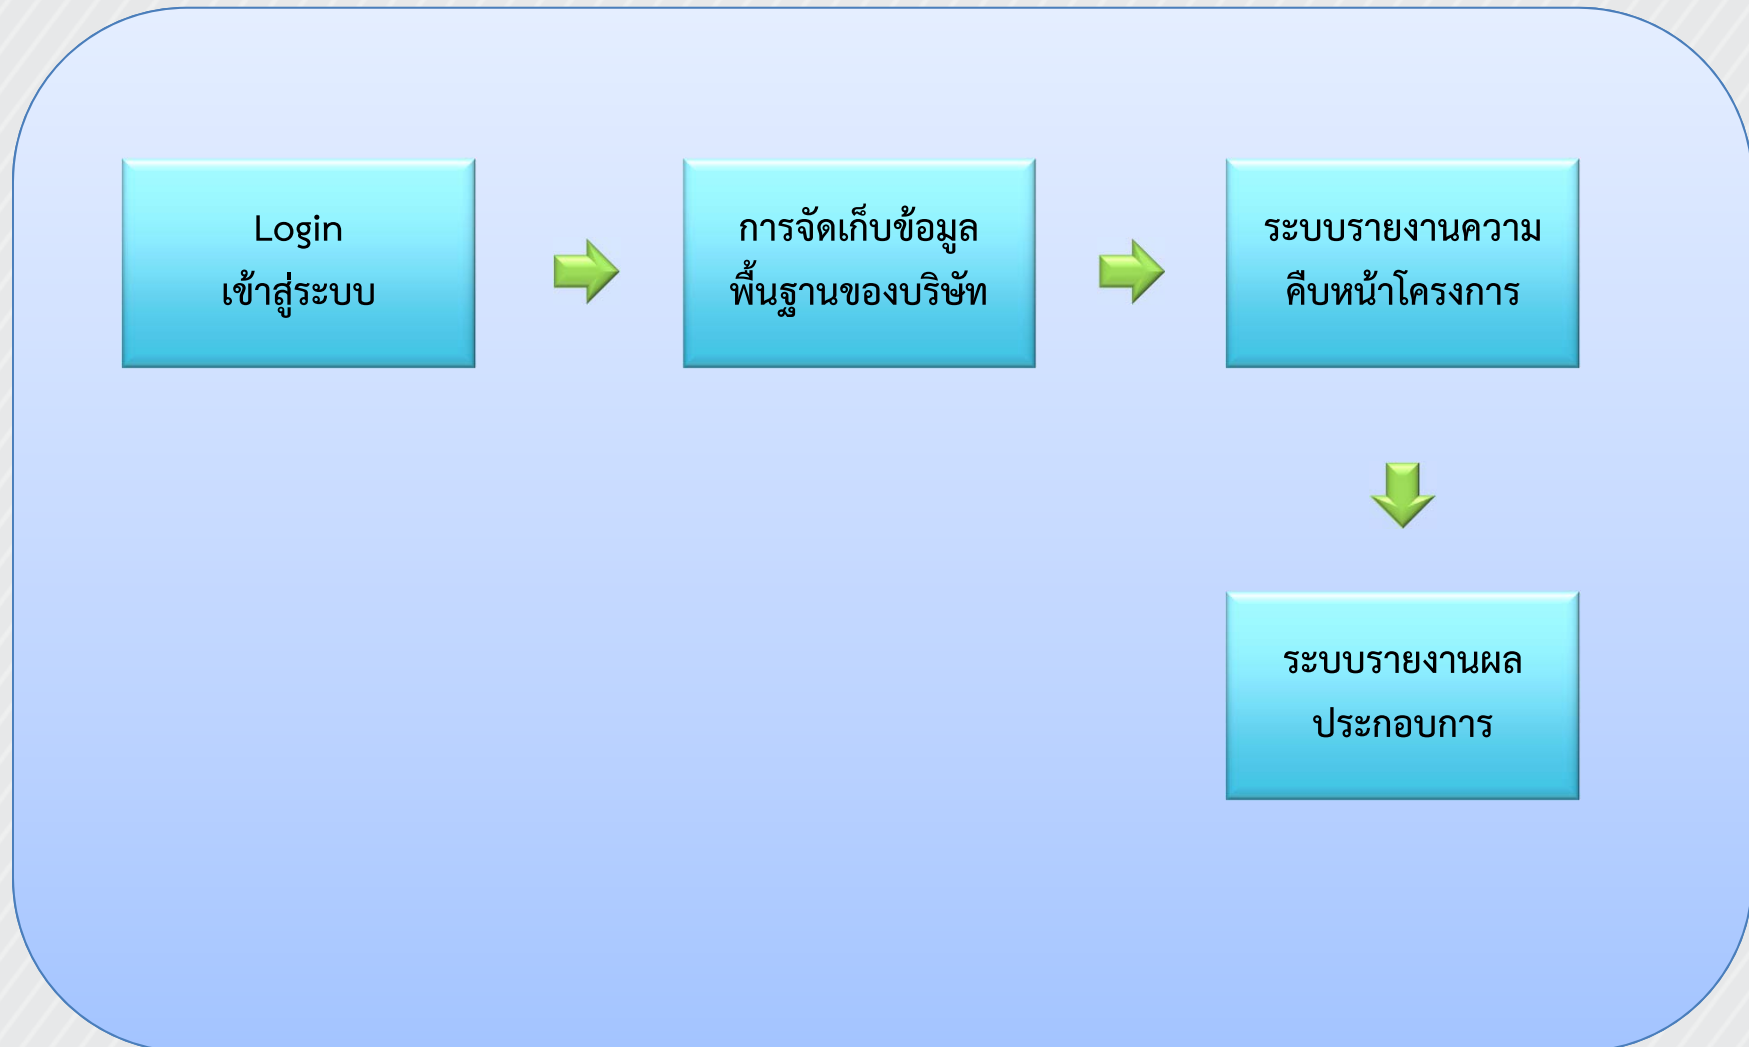 Login
เข้าสู่ระบบ
การจัดเก็บข้อมูล
พื้นฐานของบริษัท
ระบบรายงานความ
คืบหน้าโครงการ
ระบบรายงานผล
ประกอบการ